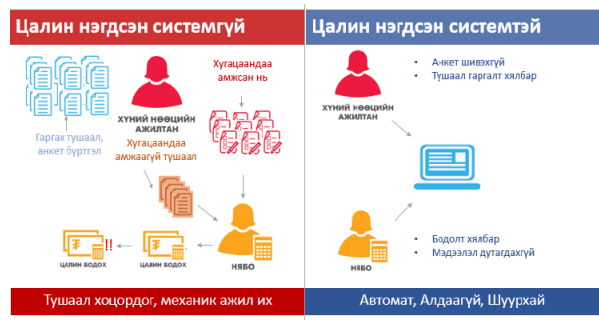 Цалин нэгдсэн системгүй
Гаргах тушаал,
анкет бүртгэл
ХҮНИЙ НӨӨЦИЙН
АЖИЛТАН
Хугацаандаа
амжаагүй тушаал
Хугацаандаа
амжсан нь
₮
!!
ЦАЛИН БОДОХ
₮
ЦАЛИН БОДОХ
НЯБО
Тушаал хоцордог, механик ажил их
Цалин нэгдсэн системтэй
ХҮНИЙ НӨӨЦИЙН
АЖИЛТАН
• Анкет шивэхгүй
• Тушаал гаргалт хялбар
НЯБО
• Бодолт хялбар
• Мэдээлэл дутагдахгүй
Автомат, Алдаагүй, Шуурхай